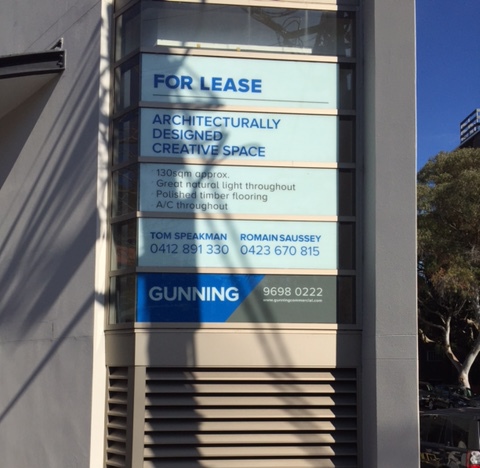 FOR LEASE
ARCHITECTURALLY
DESIGNED
CREATIVE SPACE
130sqm approx.
Great natural light throughout
Polished timber flooring
A/C throughout
TOM SPEAKMAN ROMAIN SAUSSEY
0412 891 330 0423 670 815
GUNNING 9698 0222
www.gunningcommercial.com